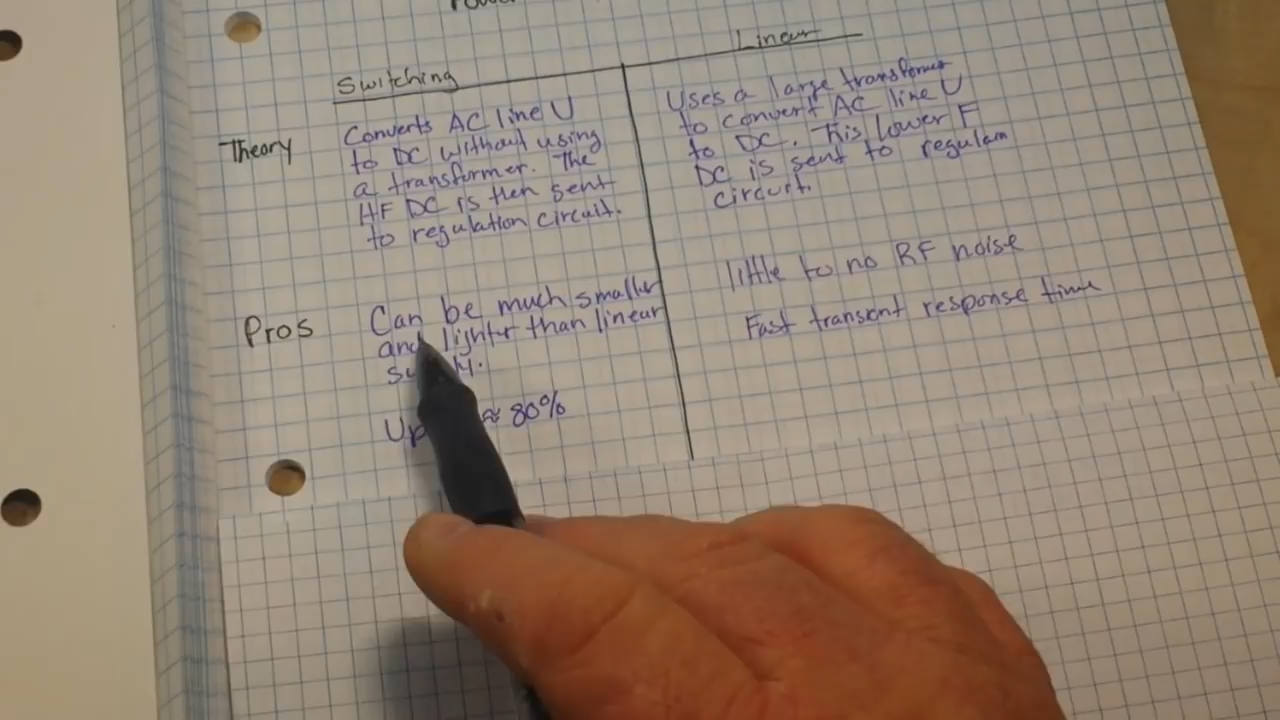 Linear
Switching
Theory
Converts AC line U
to DC without using
a transformer. The
HF DC is then sent
to regulation circuit.
Uses a large transformer
to convert AC line U
to DC. This lower F
DC is sent to regulation
circuit.
Pros
Can be much smaller
and lighter than linear
≈ 80%
little to no RF noise
Fast transient response time